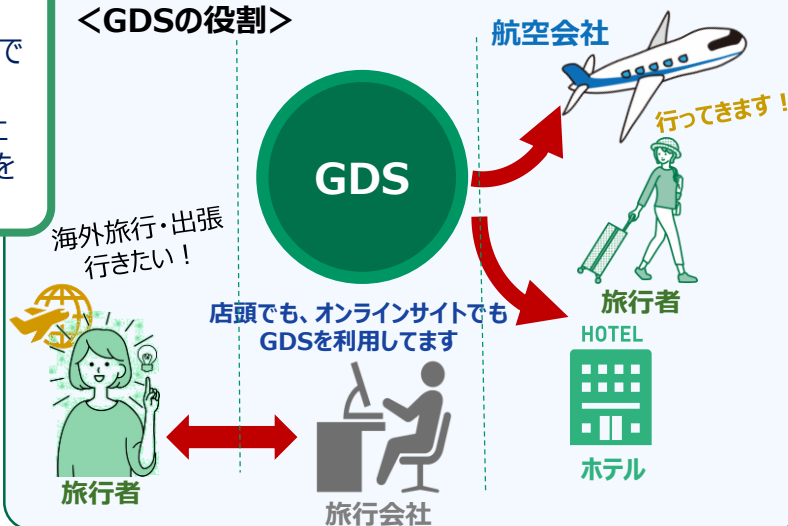 ＜GDSの役割＞
で
に
を
航空会社
行ってきます！
GDS
海外旅行・出張
行きたい！
旅行者
店頭でも、オンラインサイトでも
GDSを利用してます
HOTEL
ホテル
旅行者
旅行会社